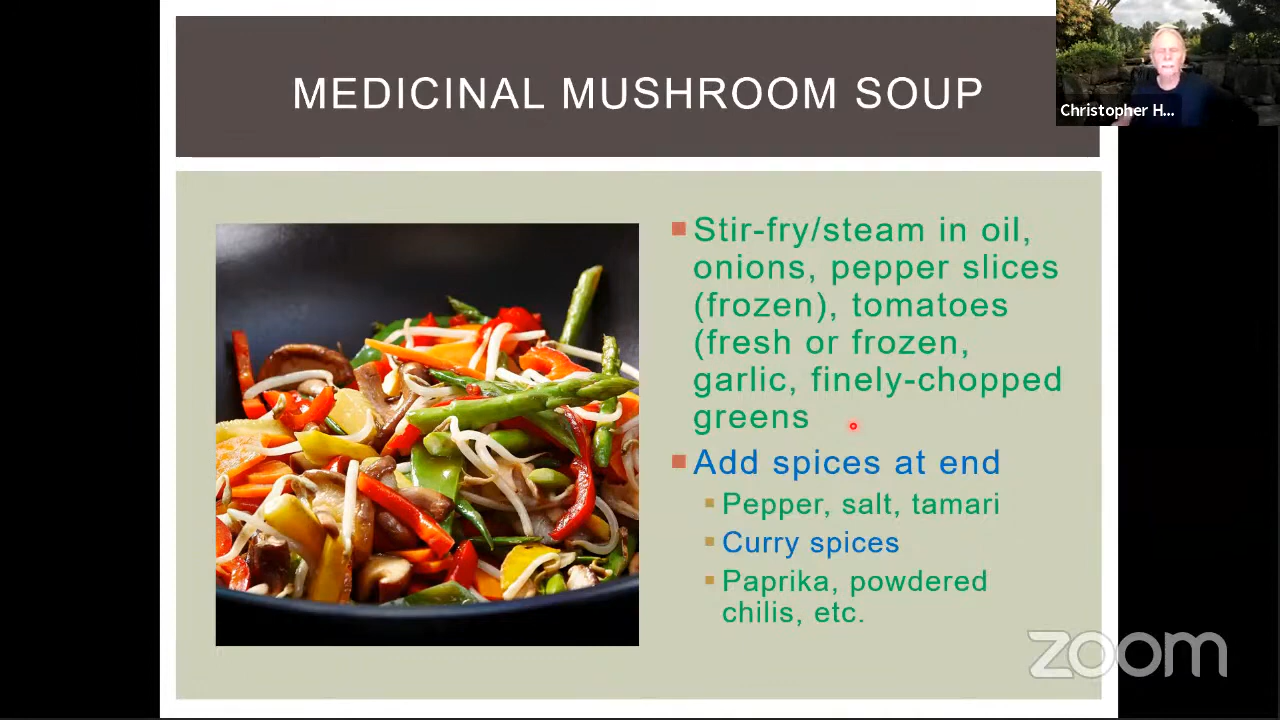 MEDICINAL MUSHROOM SOUP
Christopher H...
Stir-fry/steam in oil,
onions, pepper slices
(frozen), tomatoes
(fresh or frozen,
garlic, finely-chopped
greens
Add spices at end
Pepper, salt, tamari
Curry spices
Paprika, powdered
chilis, etc.
zoom